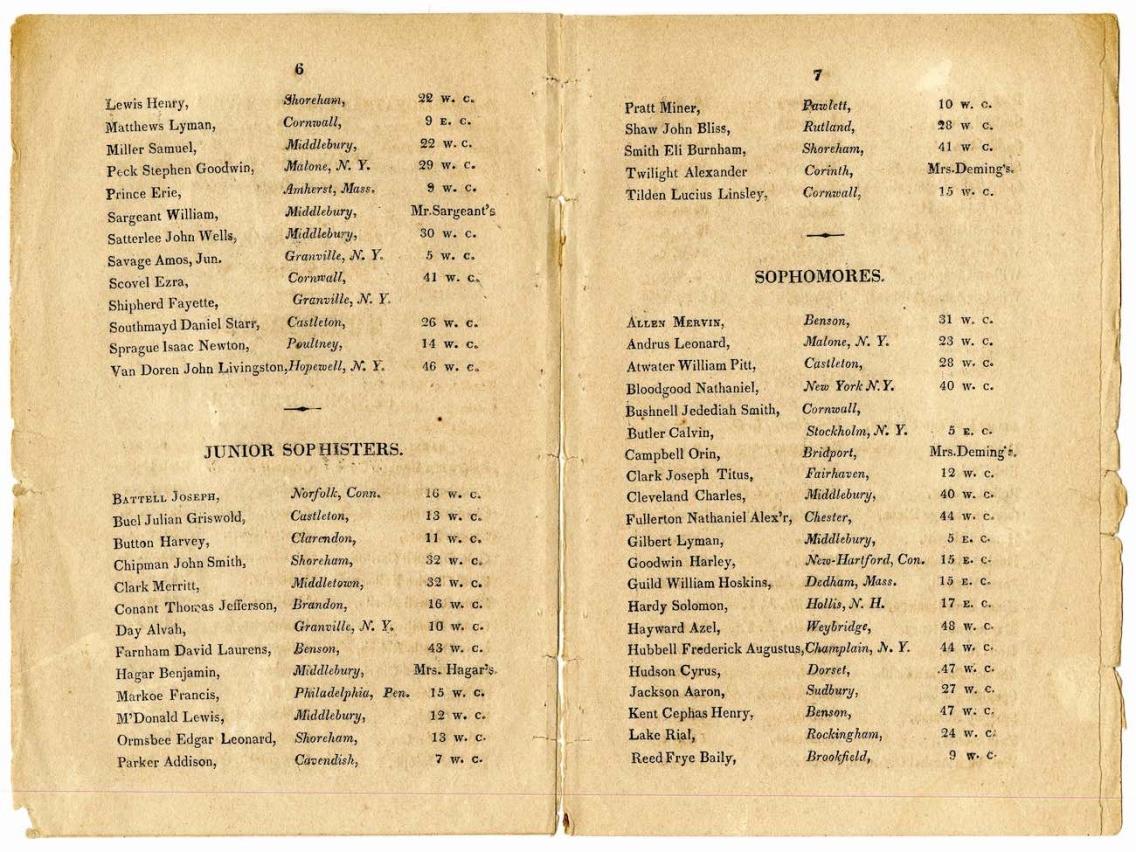 6
Lewis Henry, Shoreham, 22 W. C.
Matthews Lyman, Cornwall, 9 E. C.
Miller Samuel, Middlebury, 22 W. C.
Peck Stephen Goodwin, Malone, N. Y. 29 W. C.
Prince Erie, Amherst, Mass. 9 W. C.
Sargeant William, Middlebury, Mr. Sargeant's
Satterlee John Wells, Middlebury, 30 W. C.
Savage Amos, Jun. Granville, N. Y. 5 W. C.
Scovel Ezra, Cornwall, 41 W. C.
Shipherd Fayette, Granville, N. Y.
Southmayd Daniel Starr, Castleton, 26 W. C.
Sprague Isaac Newton, Poultney, 14 W. C.
Van Doren John Livingston, Hopewell, N. Y. 46 W. C.
JUNIOR SOPHISTERS.
BATTELL JOSEPH, Norfolk, Conn. 16 W. C.
Buel Julian Griswold, Castleton, 13 W. C.
Button Harvey, Clarendon, 11 W. C.
Chipman John Smith, Shoreham, 32 W. C.
Clark Merritt, Middletown, 32 W. C.
Conant Thomas Jefferson, Brandon, 16 W. C.
Day Alvah, Granville, N. Y. 10 W. C.
Farnham David Laurens, Benson, 43 W. C.
Hagar Benjamin, Middlebury, Mrs. Hagar's
Markoe Francis, Philadelphia, Pen. 15 W. C.
M'Donald Lewis, Middlebury, 12 W. C.
Ormsbee Edgar Leonard, Shoreham, 13 W. C.
Parker Addison, Cavendish, 7 W. C.
7
Pratt Miner, Pawlett, 10 W. C.
Shaw John Bliss, Rutland, 28 W C.
Smith Eli Burnham, Shoreham, 41 W C.
Twilight Alexander Corinth, Mrs. Deming's.
Tilden Lucius Linsley, Cornwall, 15 W. C.
SOPHOMORES.
ALLEN MERVIN, Benson, 31 W. C.
Andrus Leonard, Malone, N. Y. 23 W. C.
Atwater William Pitt, Castleton, 28 W. C.
Bloodgood Nathaniel, New York N. Y. 40 W. C.
Bushnell Jedediah Smith, Cornwall,
Butler Calvin, Stockholm, N. Y. 5 E. C.
Campbell Orin, Bridport, Mrs. Deming's.
Clark Joseph Titus, Fairhaven, 12 W. C.
Cleveland Charles, Middlebury, 40 W. C.
Fullerton Nathaniel Alex'r, Chester, 44 W. C.
Gilbert Lyman, Middlebury, 5 E. C.
Goodwin Harley, New-Hartford, Con. 15 E. C.
Guild William Hoskins, Dedham, Mass. 15 E. C.
Hardy Solomon, Hollis, N. H. 17 E. C.
Hayward Azel, Weybridge, 48 W. C.
Hubbell Frederick Augustus, Champlain, N. Y. 44 W. C.
Hudson Cyrus, Dorset, 47 W. C.
Jackson Aaron, Sudbury, 27 W. C.
Kent Cephas Henry, Benson, 47 W. C.
Lake Rial, Rockingham, 24 W. C.
Reed Frye Baily, Brookfield, 9 W. C.